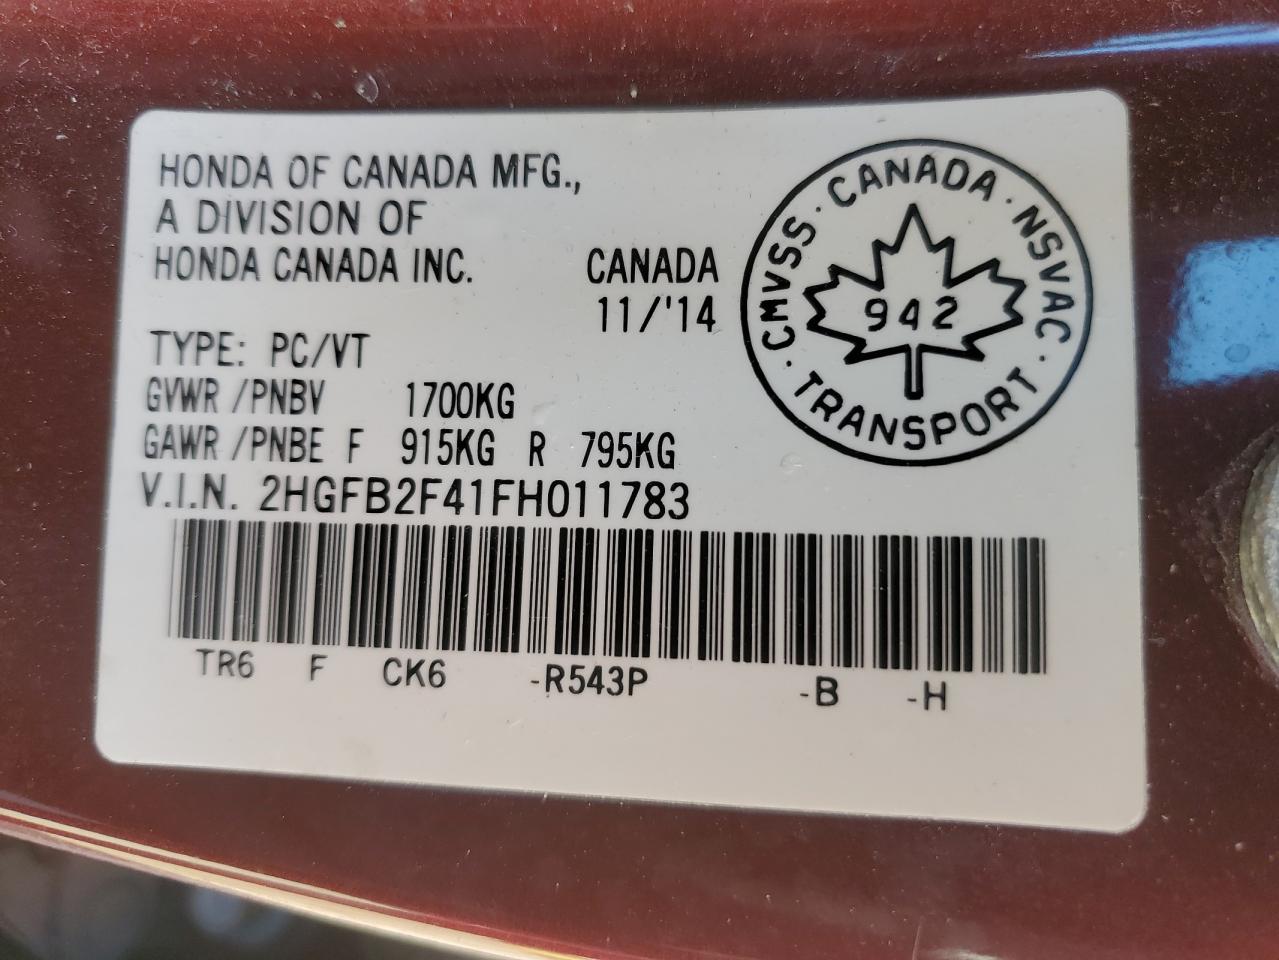 HONDA OF CANADA MFG.,
A DIVISION OF
HONDA CANADA INC.
CANADA
11/'14
CMVSS · CANADA · NSVAC · TRANSPORT ·
942
TYPE: PC/VT
GVWR /PNBV 1700KG
GAWR /PNBE F 915KG R 795KG
V.I.N. 2HGFB2F41FH011783
TR6 F CK6 -R543P -B -H